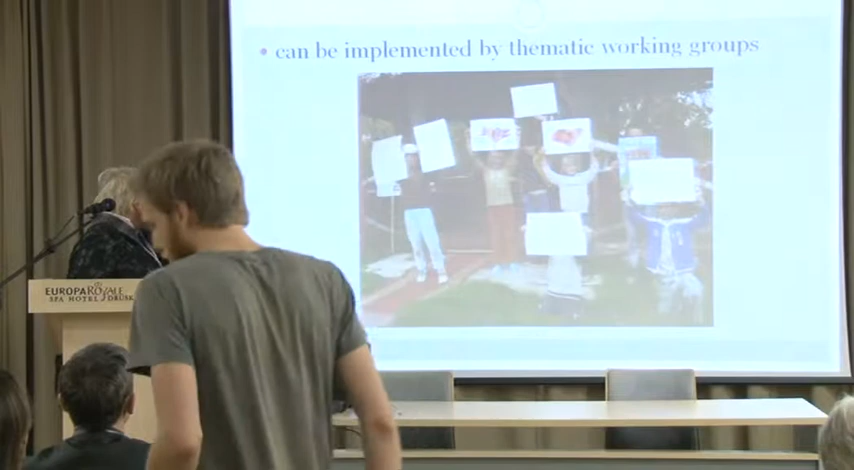 • can be implemented by thematic working groups
EUROPA ROYALE
SPA HOTEL DRUSK